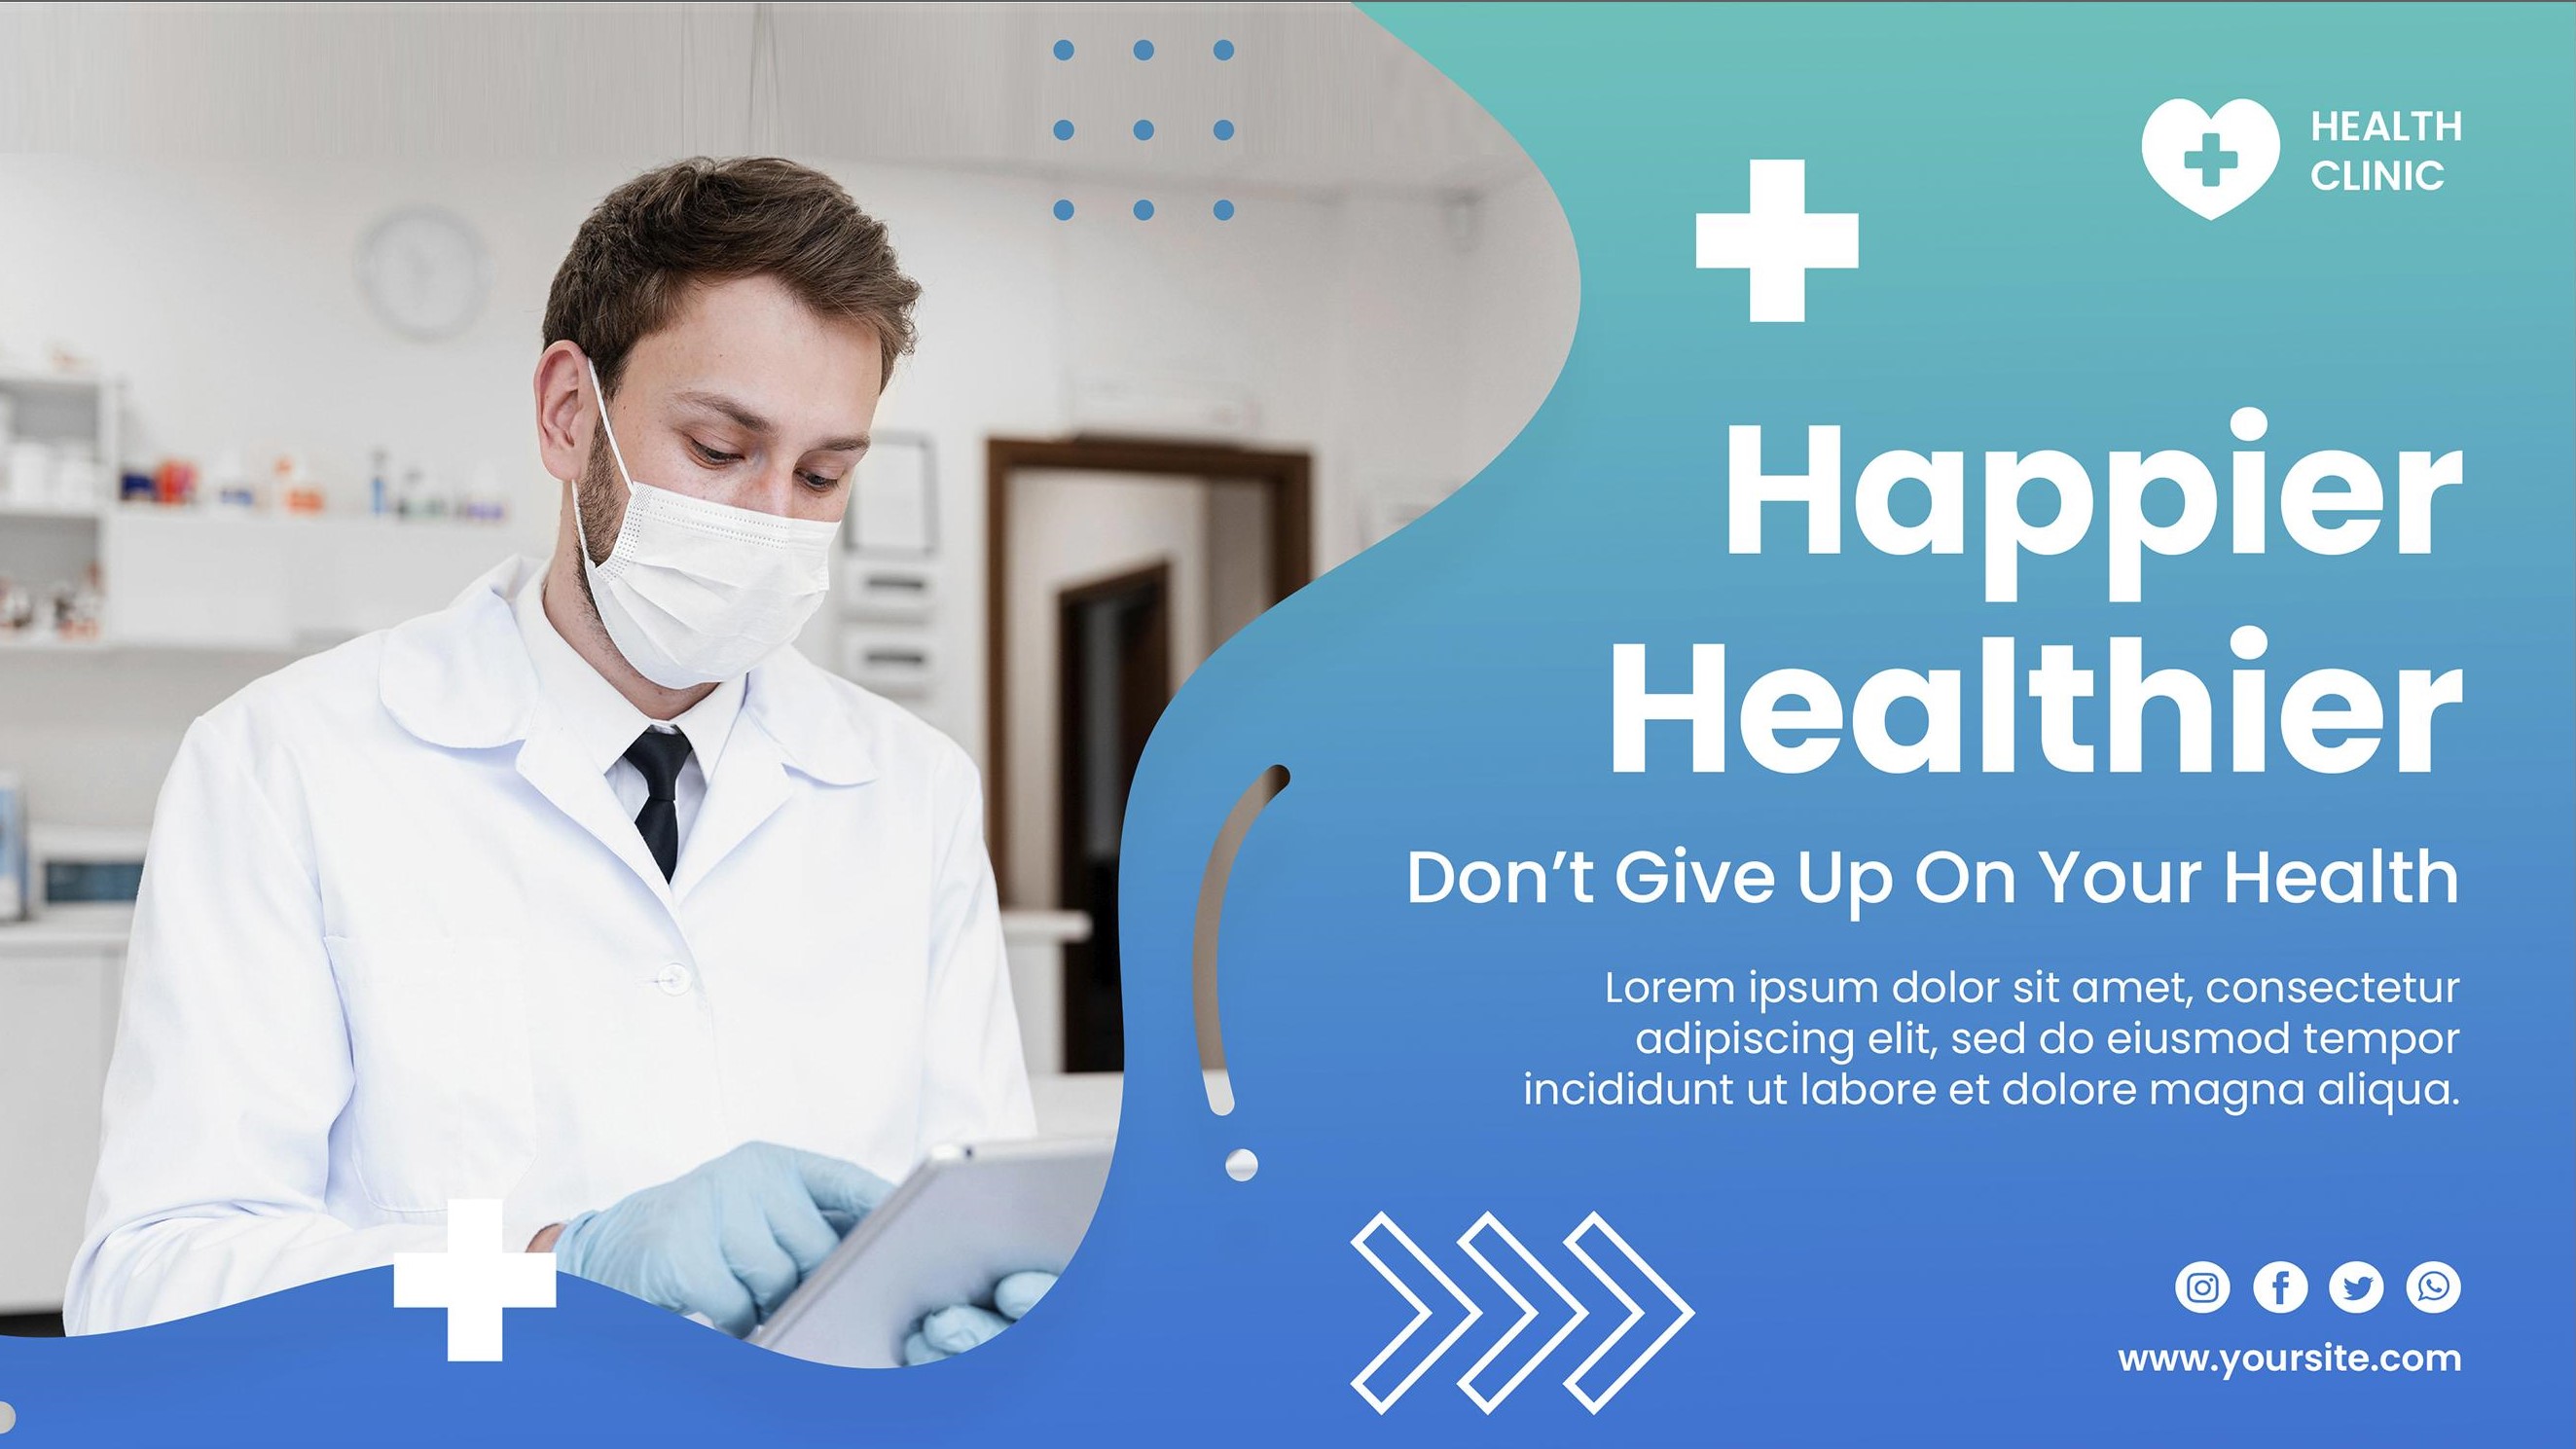 HEALTH
CLINIC
Happier
Healthier
Don’t Give Up On Your Health
Lorem ipsum dolor sit amet, consectetur
adipiscing elit, sed do eiusmod tempor
incididunt ut labore et dolore magna aliqua.
www.yoursite.com